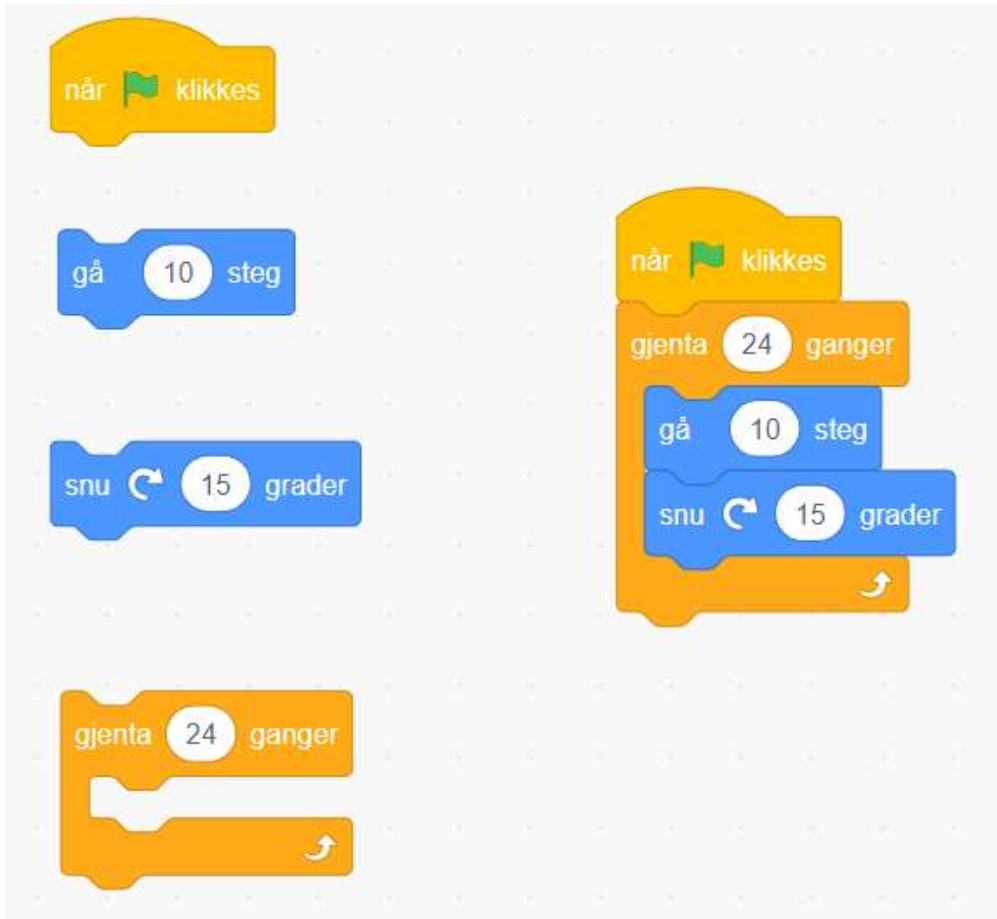 når klikkes
gå 10 steg
snu 15 grader
gjenta 24 ganger
når klikkes
gjenta 24 ganger
gå 10 steg
snu 15 grader